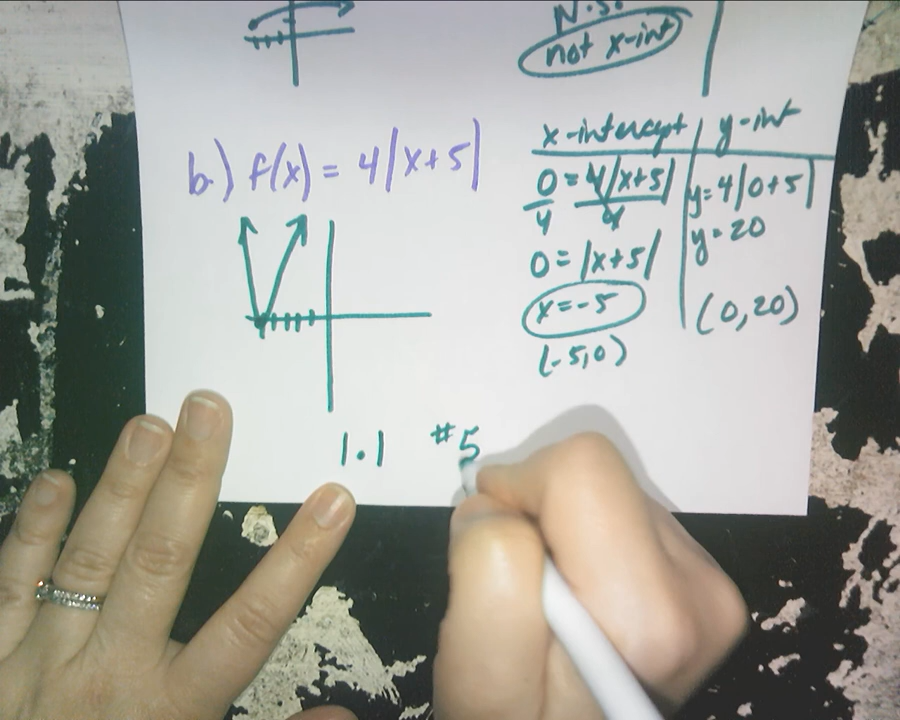 N.S.
not x-int
b.) f(x) = 4|x+5|
x-intercept
0 = 4|x+5|
4 4
0 = |x+5|
x=-5
(-5,0)
y-int
y=4|0+5|
y=20
(0,20)
1.1 #5